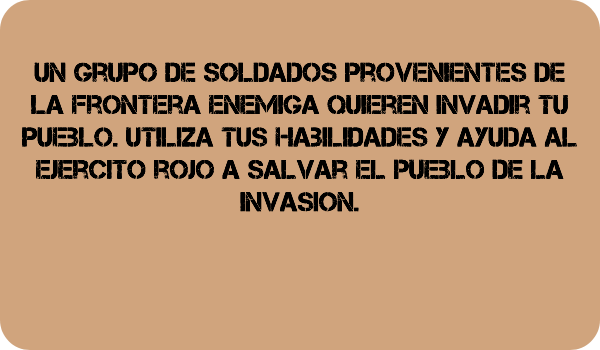 UN GRUPO DE SOLDADOS PROVENIENTES DE
LA FRONTERA ENEMIGA QUIEREN INVADIR TU
PUEBLO. UTILIZA TUS HABILIDADES Y AYUDA AL
EJERCITO ROJO A SALVAR EL PUEBLO DE LA
INVASION.